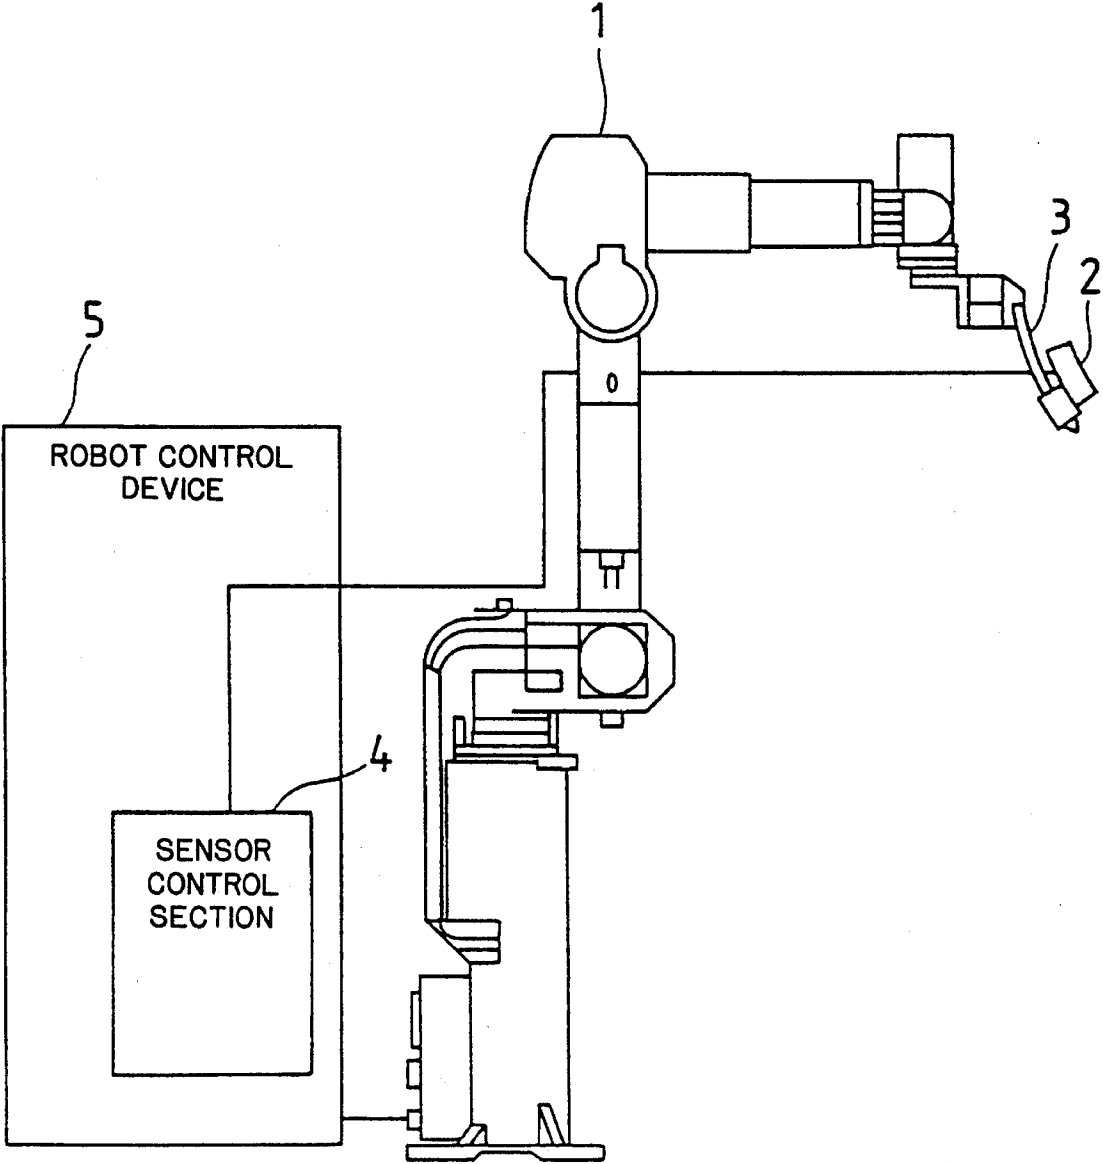 1
3
2
5
ROBOT CONTROL
DEVICE
4
SENSOR
CONTROL
SECTION